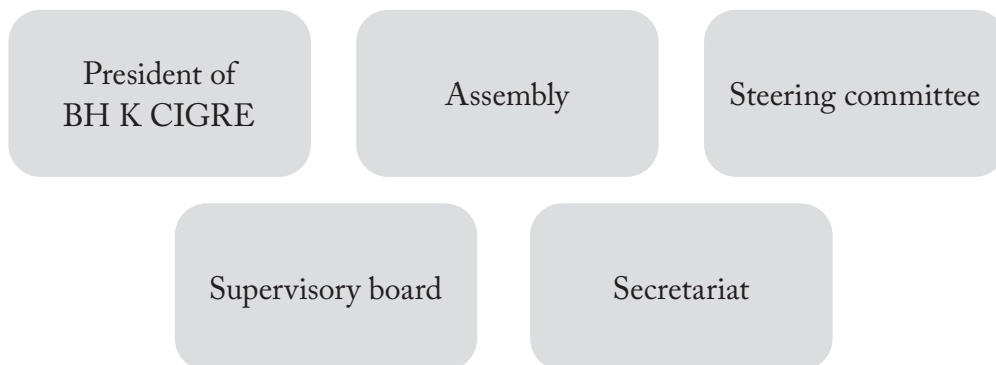 President of
BH K CIGRE
Assembly
Steering committee
Supervisory board
Secretariat